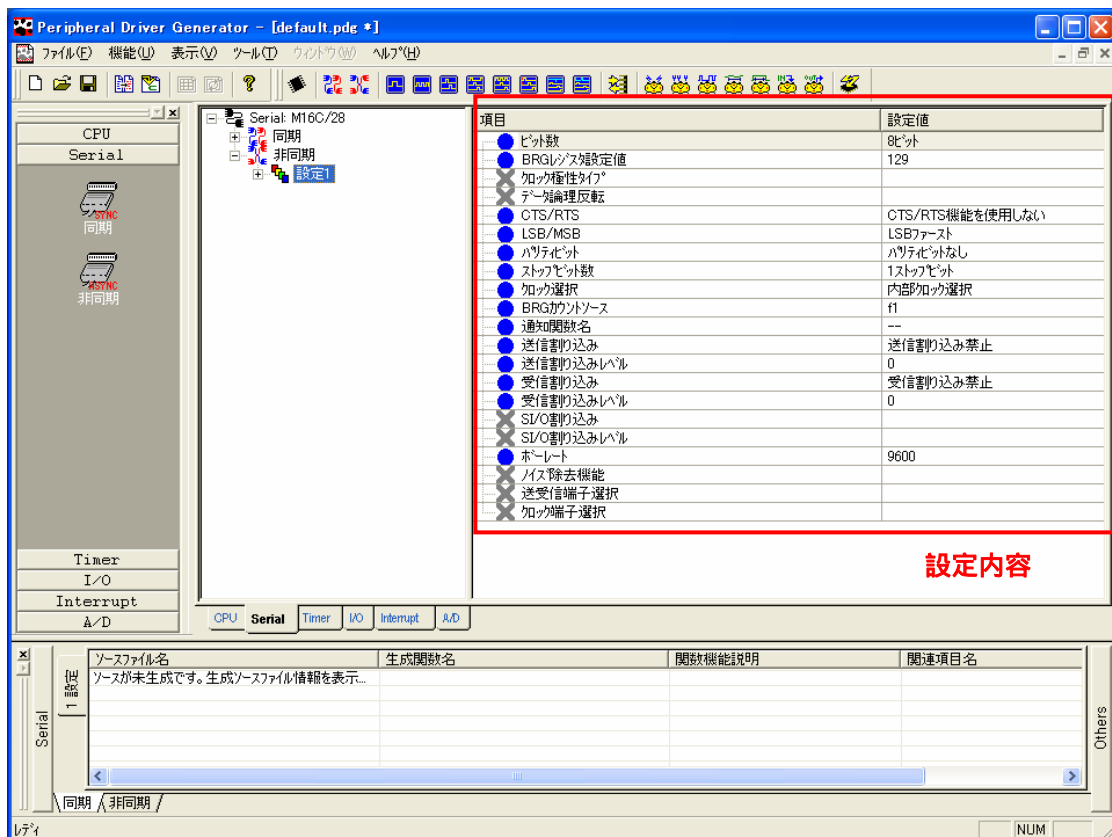 Peripheral Driver Generator - [default.pdg *]
ファイル(F) 機能(U) 表示(V) ツール(T) ウィンドウ(W) ヘルプ(H)
CPU
Serial
SYNC
同期
ASYNC
非同期
Timer
I/O
Interrupt
A/D
Serial: M16C/28
同期
非同期
設定1
項目 設定値
ビット数 8ビット
BRGレジスタ設定値 129
クロック極性タイプ
データ論理反転
CTS/RTS CTS/RTS機能を使用しない
LSB/MSB LSBファースト
パリティビット パリティビットなし
ストップビット数 1ストップビット
クロック選択 内部クロック選択
BRGカウントソース f1
通知関数名 --
送信割り込み 送信割り込み禁止
送信割り込みレベル 0
受信割り込み 受信割り込み禁止
受信割り込みレベル 0
SI/O割り込み
SI/O割り込みレベル
ボーレート 9600
ノイズ除去機能
送受信端子選択
クロック端子選択
設定内容
CPU Serial Timer I/O Interrupt A/D
Serial
1 設定
ソースファイル名 生成関数名 関数機能説明 関連項目名
ソースが未生成です。生成ソースファイル情報を表示...
Others
同期 非同期
レディ NUM